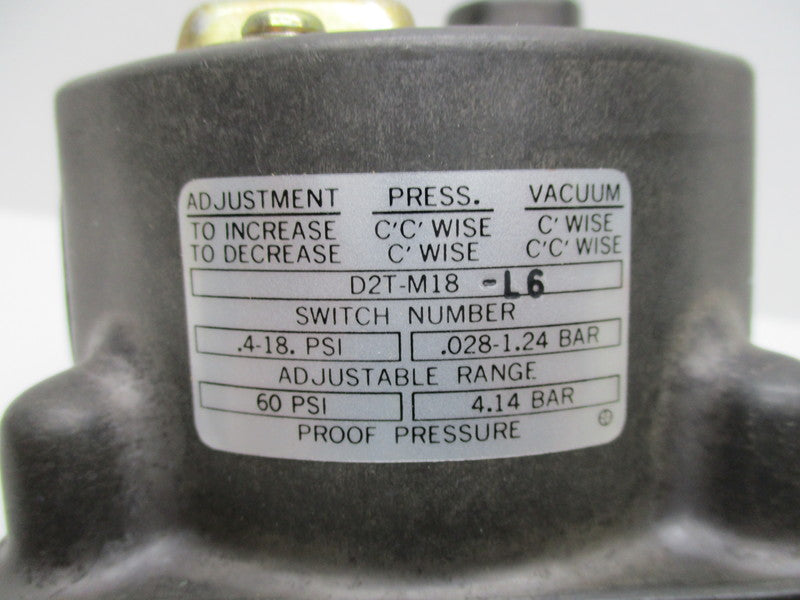 ADJUSTMENT PRESS. VACUUM
TO INCREASE C'C' WISE C' WISE
TO DECREASE C' WISE C'C' WISE
D2T-M18 -L6
SWITCH NUMBER
.4-18. PSI .028-1.24 BAR
ADJUSTABLE RANGE
60 PSI 4.14 BAR
PROOF PRESSURE